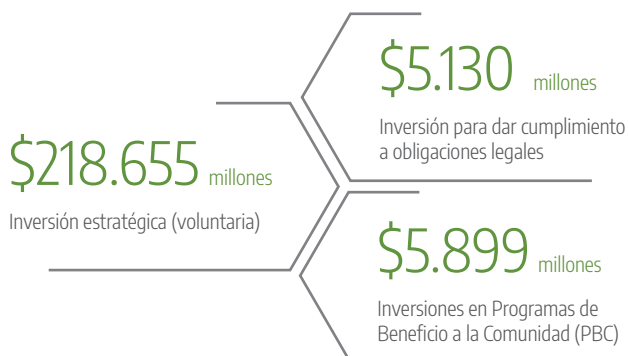 $5.130 millones
Inversión para dar cumplimiento
a obligaciones legales
$218.655 millones
Inversión estratégica (voluntaria)
$5.899 millones
Inversiones en Programas de
Beneficio a la Comunidad (PBC)